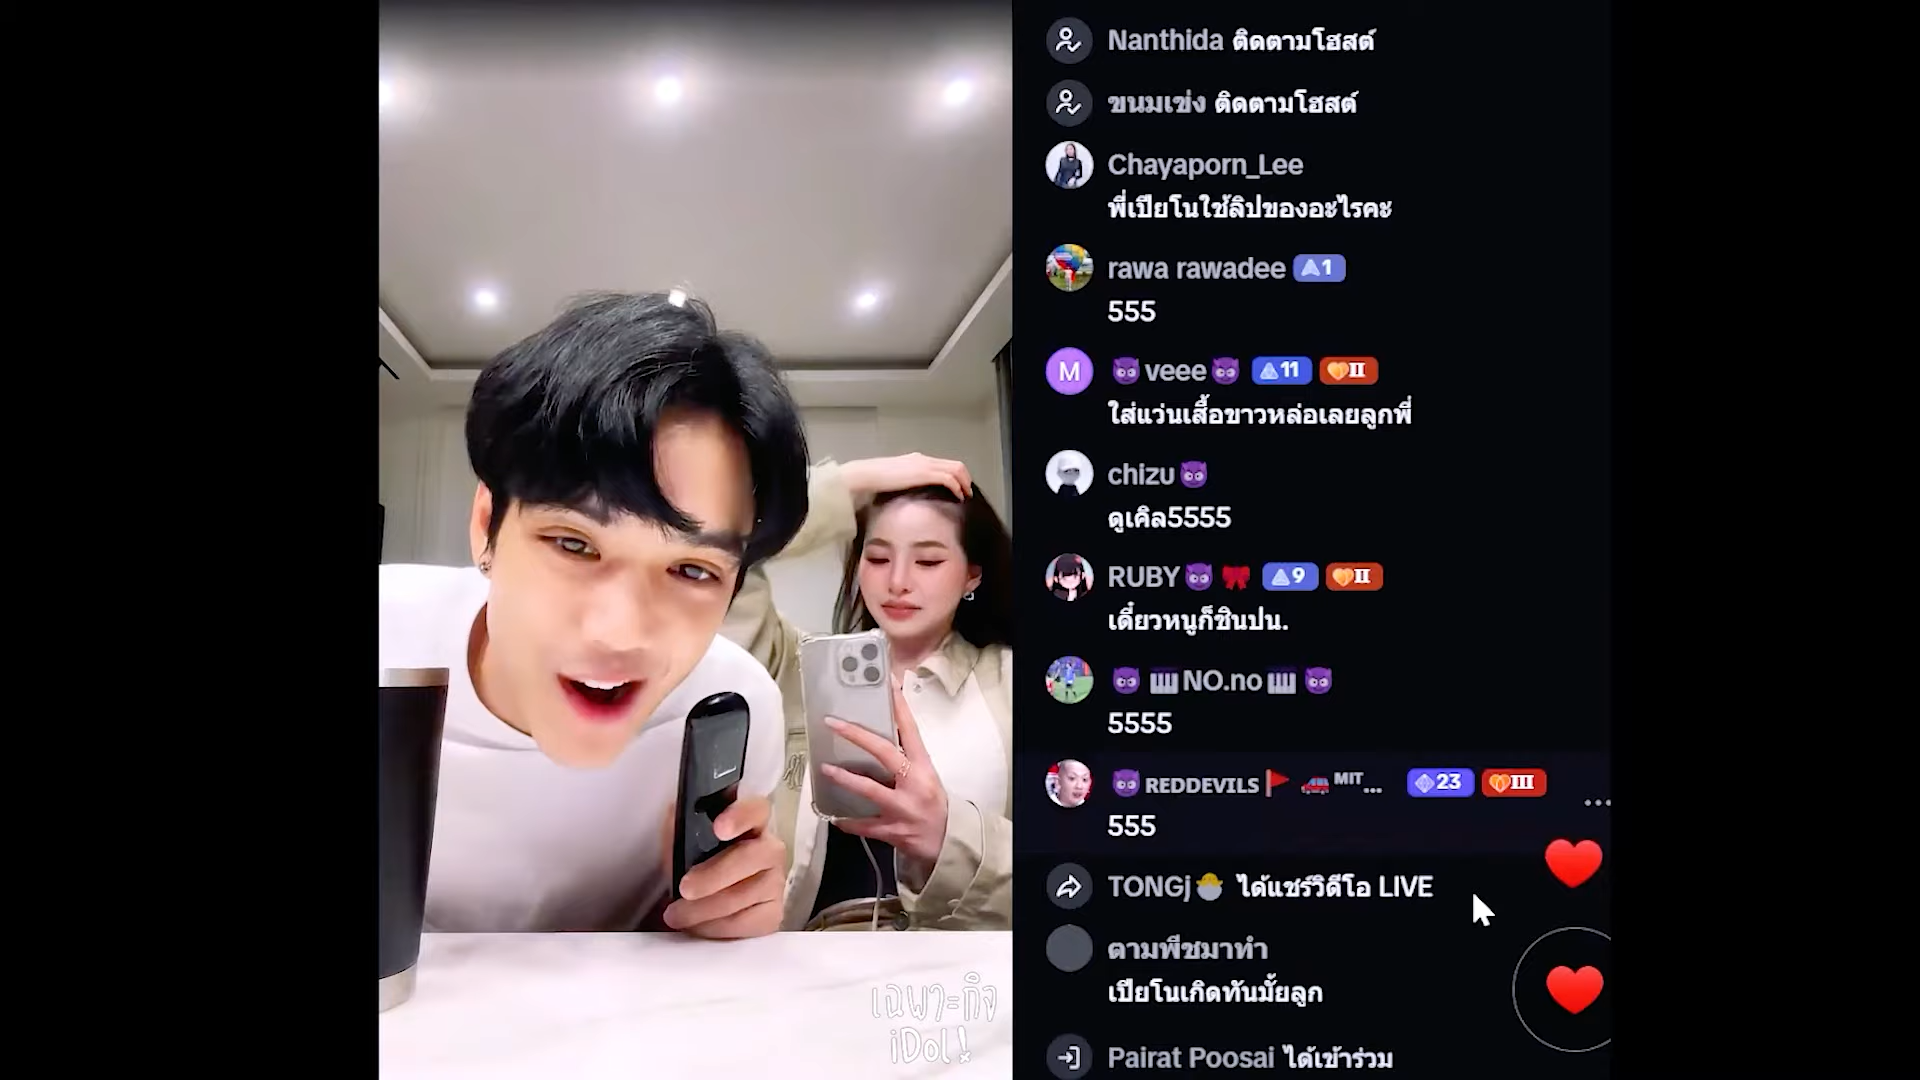 Nanthida ติดตามโฮสต์
ขนมเข่ง ติดตามโฮสต์
Chayaporn_Lee
พี่เปียโนใช้ลิปของอะไรคะ
rawa rawadee 1
555
M 😈veee😈 11 II
ใส่แว่นเสื้อขาวหล่อเลยลูกพี่
chizu😈
ดูเคิล5555
RUBY😈🎀 9 II
เดี๋ยวหนูก็ชินปน.
😈🎹NO.no🎹😈
5555
😈REDDEVILS🚩 🚗 MIT... 23 III
555
TONGj🐣 ได้แชร์วิดีโอ LIVE
ตามพีชมาทำ
เปียโนเกิดทันมั้ยลูก
Pairat Poosai ได้เข้าร่วม
เฉพาะกิจ
iDol!